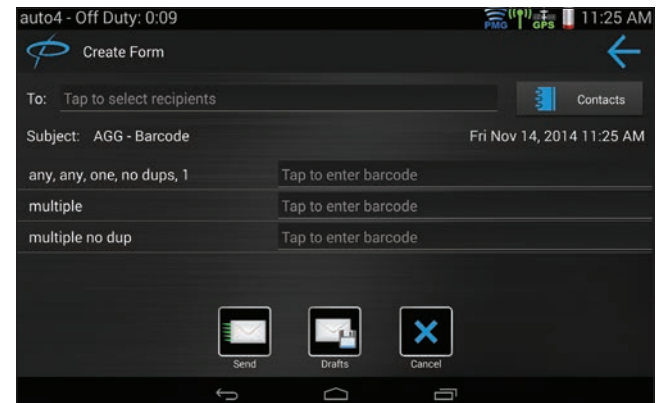 auto4 - Off Duty: 0:09 PMG GPS 11:25 AM
Create Form
To: Tap to select recipients Contacts
Subject: AGG - Barcode Fri Nov 14, 2014 11:25 AM
any, any, one, no dups, 1 Tap to enter barcode
multiple Tap to enter barcode
multiple no dup Tap to enter barcode
Send Drafts Cancel